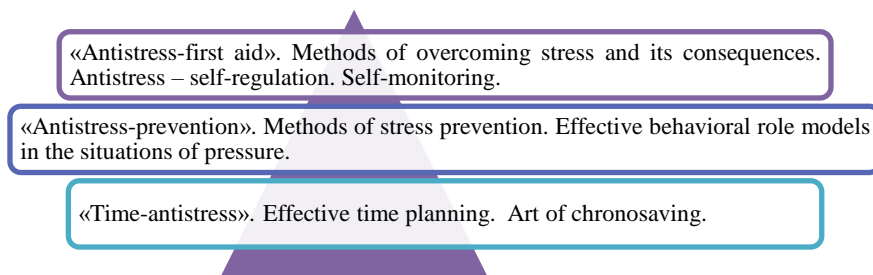 «Antistress-first aid». Methods of overcoming stress and its consequences.
Antistress – self-regulation. Self-monitoring.
«Antistress-prevention». Methods of stress prevention. Effective behavioral role models
in the situations of pressure.
«Time-antistress». Effective time planning. Art of chronosaving.